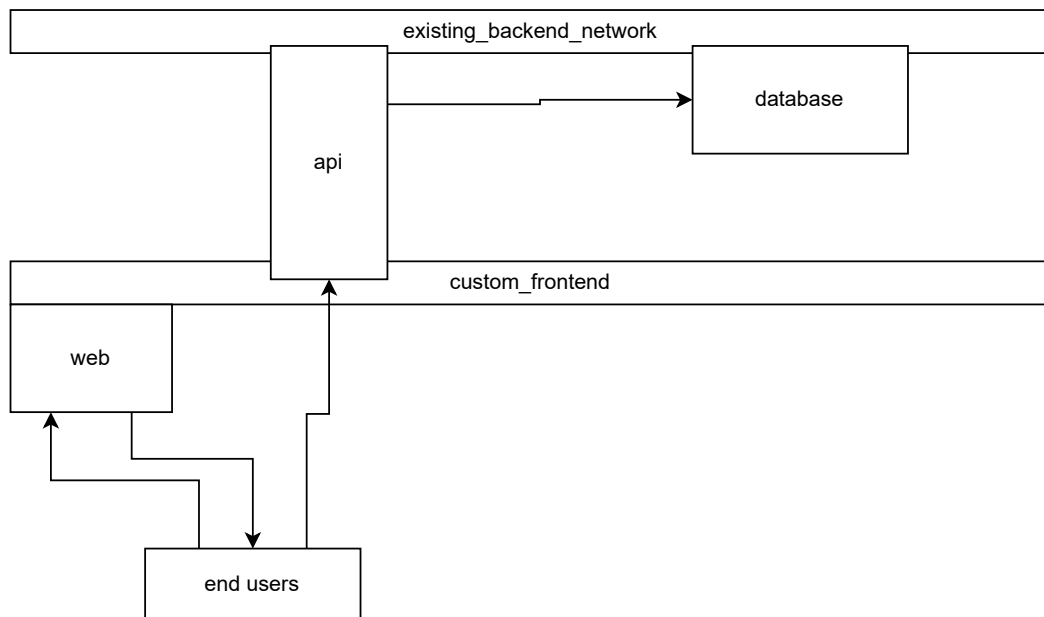 existing_backend_network
database
api
custom_frontend
web
end users